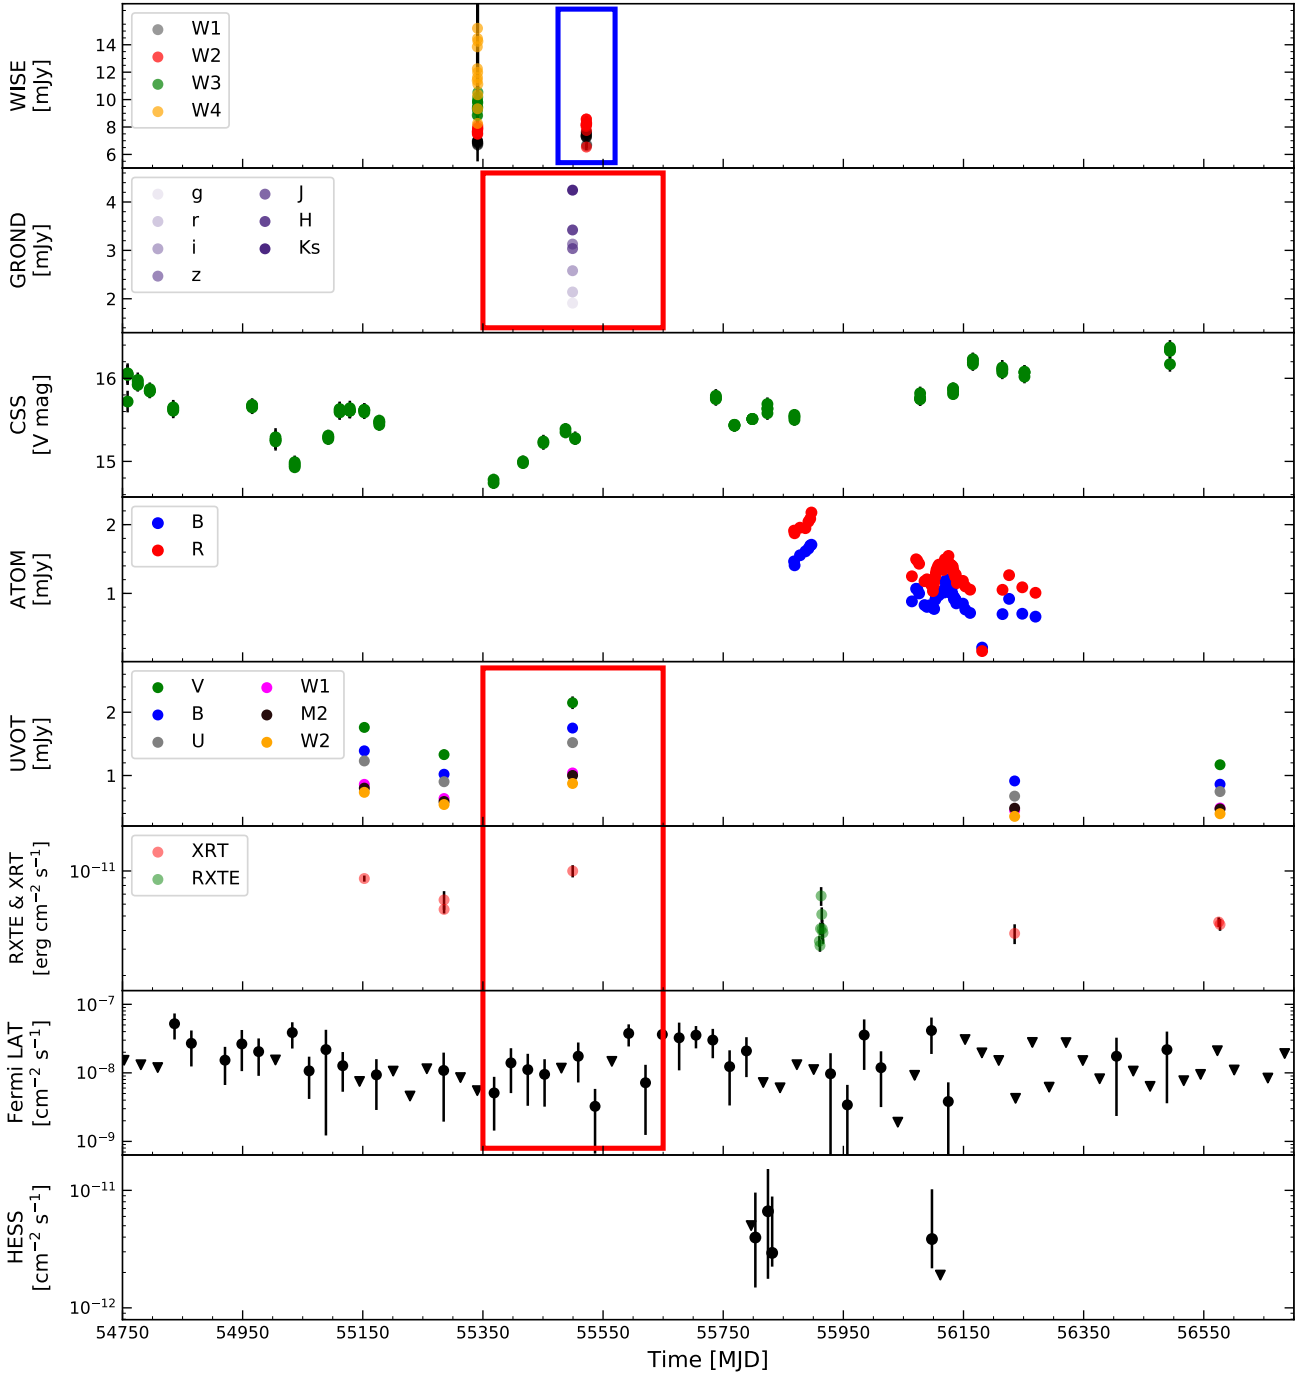 WISE
[mJy]
14
12
10
8
6
W1
W2
W3
W4
GROND
[mJy]
4
3
2
g
r
i
z
J
H
Ks
CSS
[V mag]
16
15
ATOM
[mJy]
2
1
B
R
UVOT
[mJy]
2
1
V
B
U
W1
M2
W2
RXTE & XRT
[erg cm⁻² s⁻¹]
10⁻¹¹
XRT
RXTE
Fermi LAT
[cm⁻² s⁻¹]
10⁻⁷
10⁻⁸
10⁻⁹
HESS
[cm⁻² s⁻¹]
10⁻¹¹
10⁻¹²
54750 54950 55150 55350 55550 55750 55950 56150 56350 56550
Time [MJD]